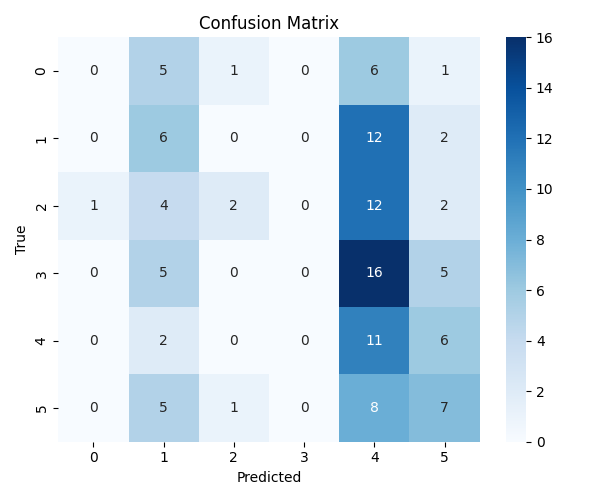 Confusion Matrix
0 0 5 1 0 6 1
1 0 6 0 0 12 2
2 1 4 2 0 12 2
3 0 5 0 0 16 5
4 0 2 0 0 11 6
5 0 5 1 0 8 7
0 1 2 3 4 5
True
Predicted
16
14
12
10
8
6
4
2
0